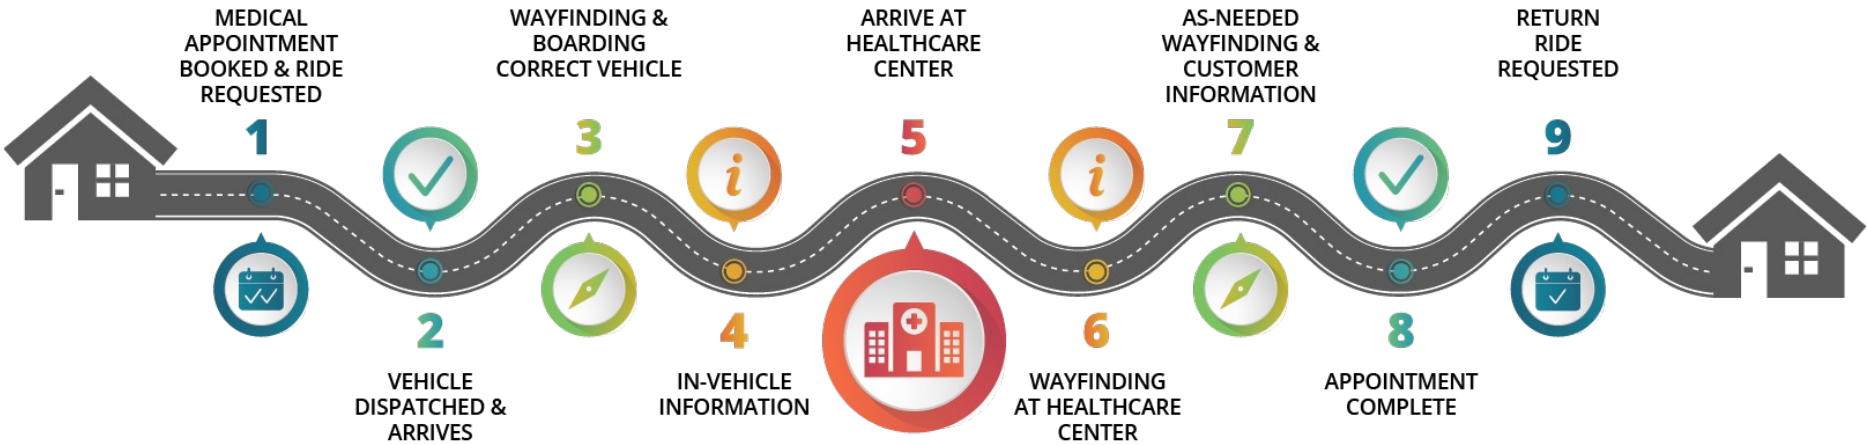 MEDICAL
APPOINTMENT
BOOKED & RIDE
REQUESTED
1
VEHICLE
DISPATCHED &
ARRIVES
2
WAYFINDING &
BOARDING
CORRECT VEHICLE
3
IN-VEHICLE
INFORMATION
4
ARRIVE AT
HEALTHCARE
CENTER
5
WAYFINDING
AT HEALTHCARE
CENTER
6
AS-NEEDED
WAYFINDING &
CUSTOMER
INFORMATION
7
APPOINTMENT
COMPLETE
8
RETURN
RIDE
REQUESTED
9
i
i